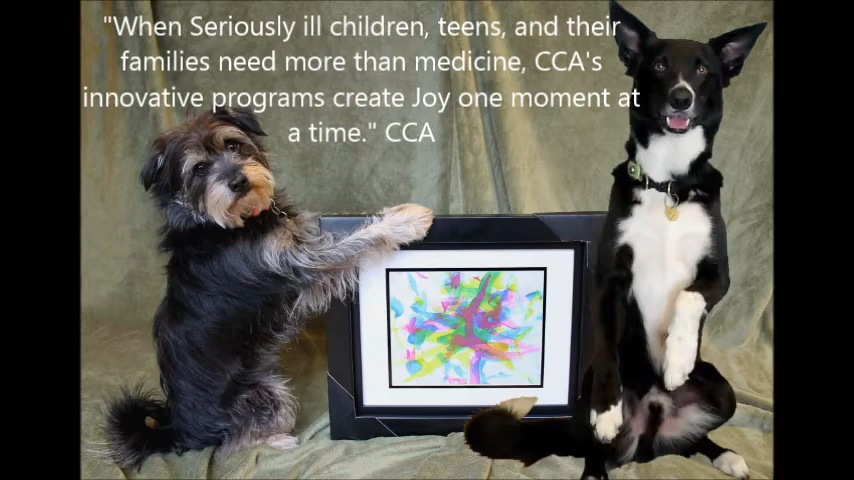 "When Seriously ill children, teens, and their
families need more than medicine, CCA's
innovative programs create Joy one moment at
a time." CCA